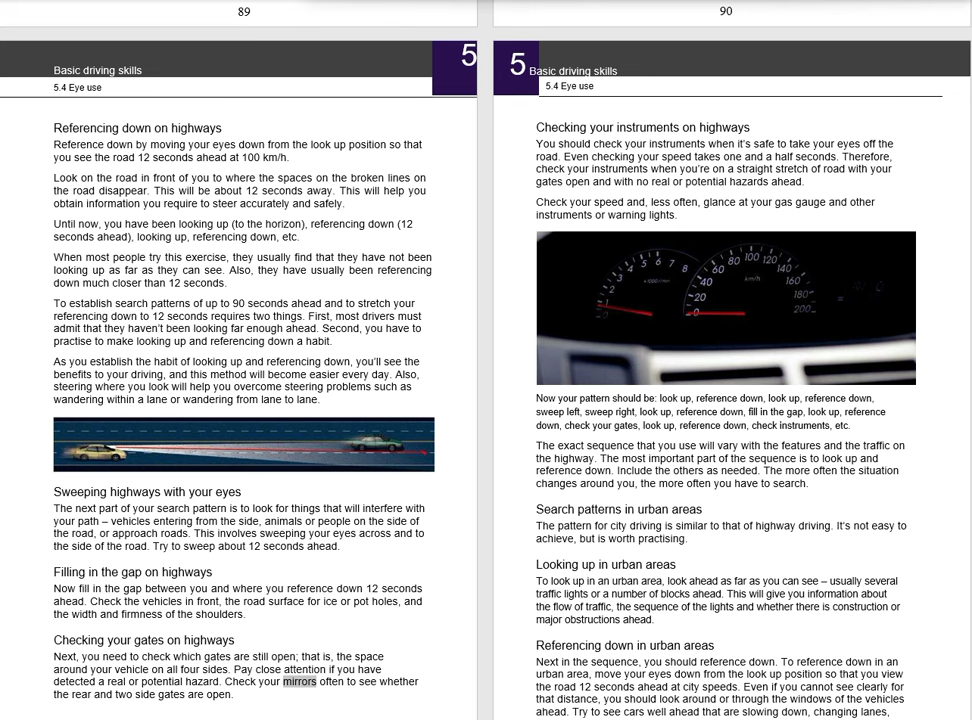 89
90
5
Basic driving skills
5.4 Eye use
Referencing down on highways
Reference down by moving your eyes down from the look up position so that
you see the road 12 seconds ahead at 100 km/h.
Look on the road in front of you to where the spaces on the broken lines on
the road disappear. This will be about 12 seconds away. This will help you
obtain information you require to steer accurately and safely.
Until now, you have been looking up (to the horizon), referencing down (12
seconds ahead), looking up, referencing down, etc.
When most people try this exercise, they usually find that they have not been
looking up as far as they can see. Also, they have usually been referencing
down much closer than 12 seconds.
To establish search patterns of up to 90 seconds ahead and to stretch your
referencing down to 12 seconds requires two things. First, most drivers must
admit that they haven't been looking far enough ahead. Second, you have to
practise to make looking up and referencing down a habit.
As you establish the habit of looking up and referencing down, you'll see the
benefits to your driving, and this method will become easier every day. Also,
steering where you look will help you overcome steering problems such as
wandering within a lane or wandering from lane to lane.
Sweeping highways with your eyes
The next part of your search pattern is to look for things that will interfere with
your path – vehicles entering from the side, animals or people on the side of
the road, or approach roads. This involves sweeping your eyes across and to
the side of the road. Try to sweep about 12 seconds ahead.
Filling in the gap on highways
Now fill in the gap between you and where you reference down 12 seconds
ahead. Check the vehicles in front, the road surface for ice or pot holes, and
the width and firmness of the shoulders.
Checking your gates on highways
Next, you need to check which gates are still open; that is, the space
around your vehicle on all four sides. Pay close attention if you have
detected a real or potential hazard. Check your mirrors often to see whether
the rear and two side gates are open.
5
Basic driving skills
5.4 Eye use
Checking your instruments on highways
You should check your instruments when it's safe to take your eyes off the
road. Even checking your speed takes one and a half seconds. Therefore,
check your instruments when you're on a straight stretch of road with your
gates open and with no real or potential hazards ahead.
Check your speed and, less often, glance at your gas gauge and other
instruments or warning lights.
0 1 2 3 4 5 6 7 8
0 20 40 60 80 100 120 140 160 180 200
km/h
Now your pattern should be: look up, reference down, look up, reference down,
sweep left, sweep right, look up, reference down, fill in the gap, look up, reference
down, check your gates, look up, reference down, check instruments, etc.
The exact sequence that you use will vary with the features and the traffic on
the highway. The most important part of the sequence is to look up and
reference down. Include the others as needed. The more often the situation
changes around you, the more often you have to search.
Search patterns in urban areas
The pattern for city driving is similar to that of highway driving. It's not easy to
achieve, but is worth practising.
Looking up in urban areas
To look up in an urban area, look ahead as far as you can see – usually several
traffic lights or a number of blocks ahead. This will give you information about
the flow of traffic, the sequence of the lights and whether there is construction or
major obstructions ahead.
Referencing down in urban areas
Next in the sequence, you should reference down. To reference down in an
urban area, move your eyes down from the look up position so that you view
the road 12 seconds ahead at city speeds. Even if you cannot see clearly for
that distance, you should look around or through the windows of the vehicles
ahead. Try to see cars well ahead that are slowing down, changing lanes,